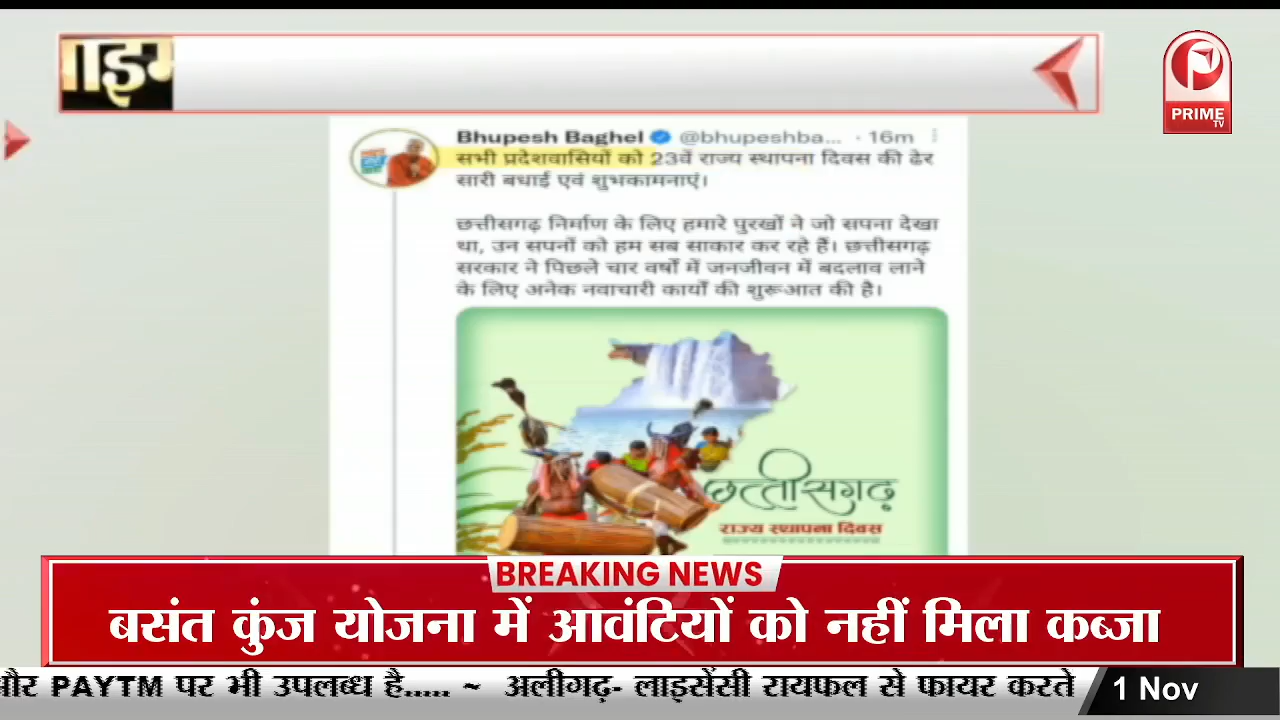 PRIME
TV
Bhupesh Baghel @bhupeshba... · 16m
सभी प्रदेशवासियों को 23वें राज्य स्थापना दिवस की ढेर
सारी बधाई एवं शुभकामनाएं।
छत्तीसगढ़ निर्माण के लिए हमारे पुरखों ने जो सपना देखा
था, उन सपनों को हम सब साकार कर रहे हैं। छत्तीसगढ़
सरकार ने पिछले चार वर्षों में जनजीवन में बदलाव लाने
के लिए अनेक नवाचारी कार्यों की शुरूआत की है।
छत्तीसगढ़
राज्य स्थापना दिवस
BREAKING NEWS
बसंत कुंज योजना में आवंटियों को नहीं मिला कब्जा
और PAYTM पर भी उपलब्ध है..... ~ अलीगढ़- लाइसेंसी रायफल से फायर करते
1 Nov